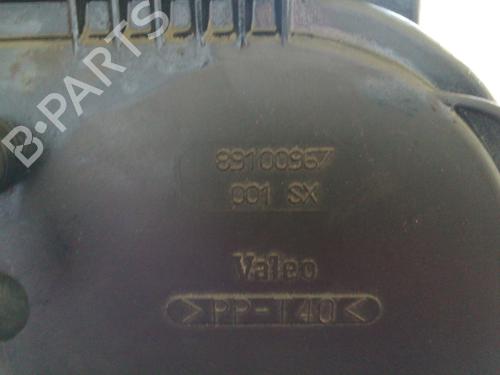 B-PARTS
89100967
001 SX
Valeo
>PP-T40<